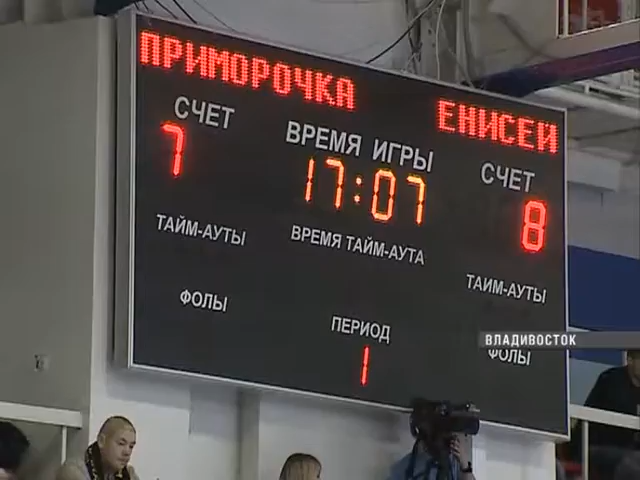 ПРИМОРОЧКА ЕНИСЕЙ
СЧЕТ ВРЕМЯ ИГРЫ СЧЕТ
7 17:07 8
ТАЙМ-АУТЫ ВРЕМЯ ТАЙМ-АУТА ТАЙМ-АУТЫ
ФОЛЫ ПЕРИОД ФОЛЫ
1
ВЛАДИВОСТОК